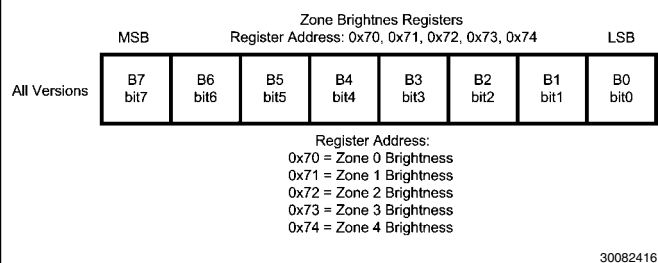 Zone Brightnes Registers
MSB Register Address: 0x70, 0x71, 0x72, 0x73, 0x74 LSB
All Versions B7 B6 B5 B4 B3 B2 B1 B0
bit7 bit6 bit5 bit4 bit3 bit2 bit1 bit0
Register Address:
0x70 = Zone 0 Brightness
0x71 = Zone 1 Brightness
0x72 = Zone 2 Brightness
0x73 = Zone 3 Brightness
0x74 = Zone 4 Brightness
30082416